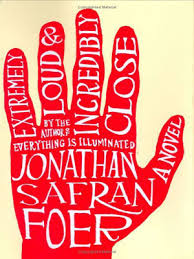 EXTREMELY
LOUD &
INCREDIBLY
CLOSE
A NOVEL
BY THE
AUTHOR OF
EVERYTHING IS ILLUMINATED
JONATHAN
SAFRAN
FOER